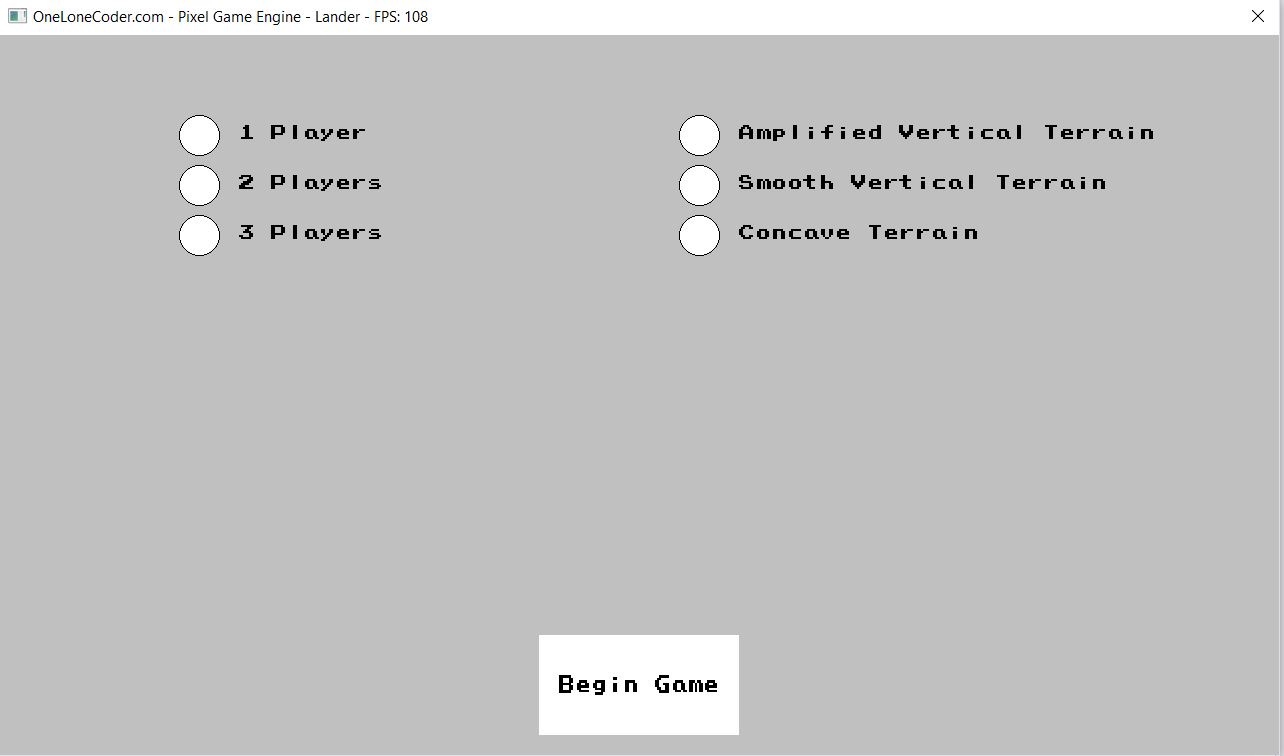 OneLoneCoder.com - Pixel Game Engine - Lander - FPS: 108
1 Player
2 Players
3 Players
Amplified Vertical Terrain
Smooth Vertical Terrain
Concave Terrain
Begin Game